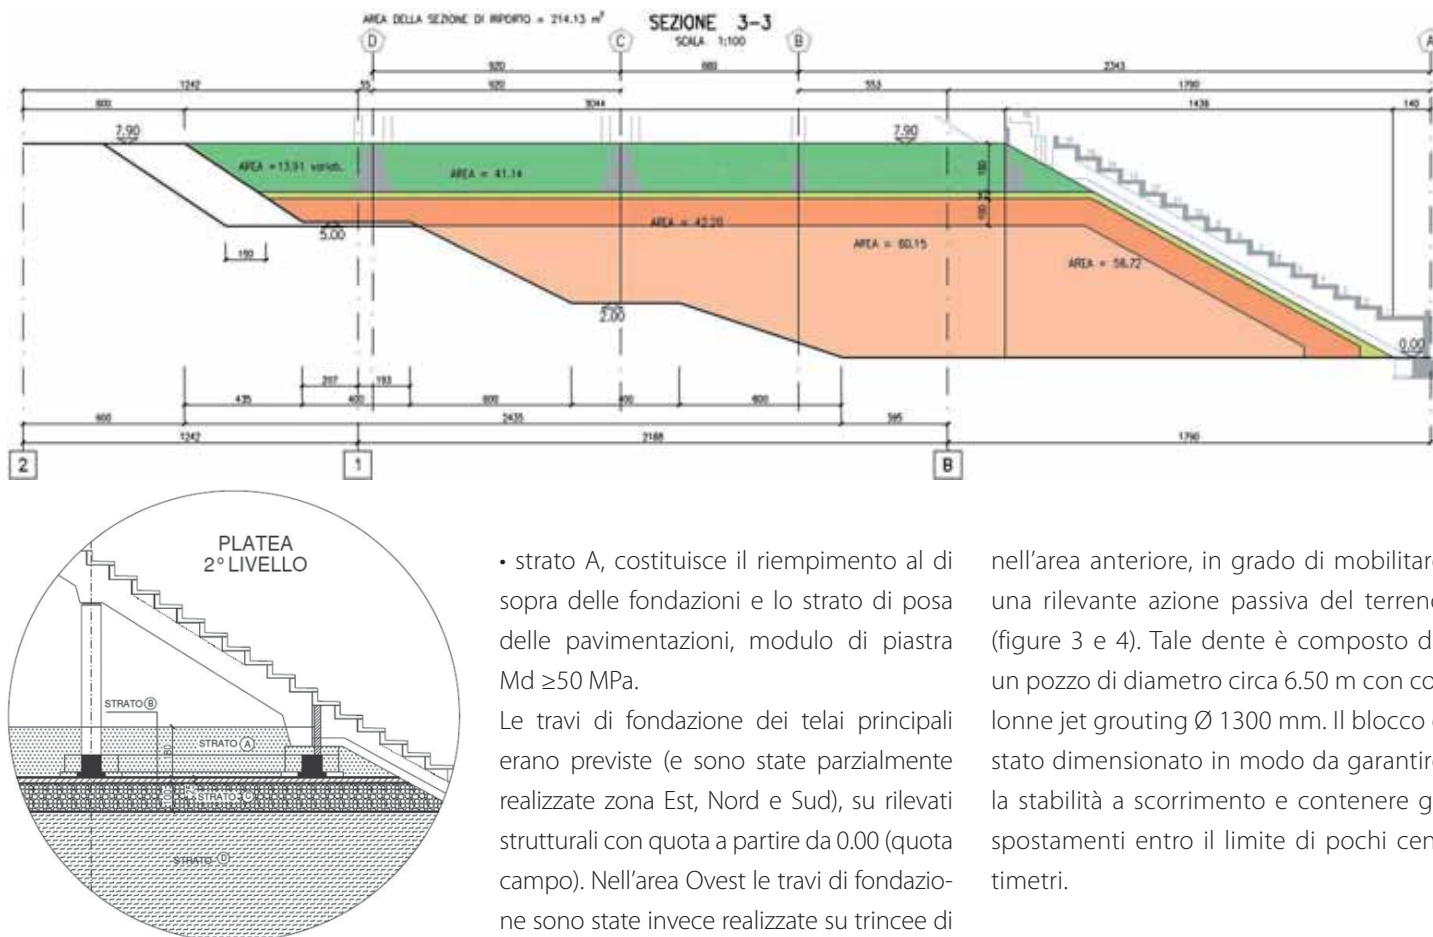 AREA DELLA SEZIONE DI RIPORTO = 214.13 m²
SEZIONE 3-3
SCALA 1:100
D
C
B
A
920
660
2343
1242
55
920
553
1790
600
3044
1436
140
7.90
7.90
AREA =13.91 variab.
AREA = 41.14
180
25
100
AREA = 42.20
5.00
AREA = 60.15
AREA = 56.72
150
2.00
0.00
207
193
435
400
600
400
600
600
2435
395
1242
2188
1790
2
1
B
PLATEA
2° LIVELLO
STRATO B
STRATO A
STRATO C
STRATO D
• strato A, costituisce il riempimento al di
sopra delle fondazioni e lo strato di posa
delle pavimentazioni, modulo di piastra
Md ≥50 MPa.
Le travi di fondazione dei telai principali
erano previste (e sono state parzialmente
realizzate zona Est, Nord e Sud), su rilevati
strutturali con quota a partire da 0.00 (quota
campo). Nell'area Ovest le travi di fondazio-
ne sono state invece realizzate su trincee di
nell'area anteriore, in grado di mobilitare
una rilevante azione passiva del terreno
(figure 3 e 4). Tale dente è composto d
un pozzo di diametro circa 6.50 m con co
lonne jet grouting Ø 1300 mm. Il blocco
stato dimensionato in modo da garantire
la stabilità a scorrimento e contenere g
spostamenti entro il limite di pochi cen
timetri.